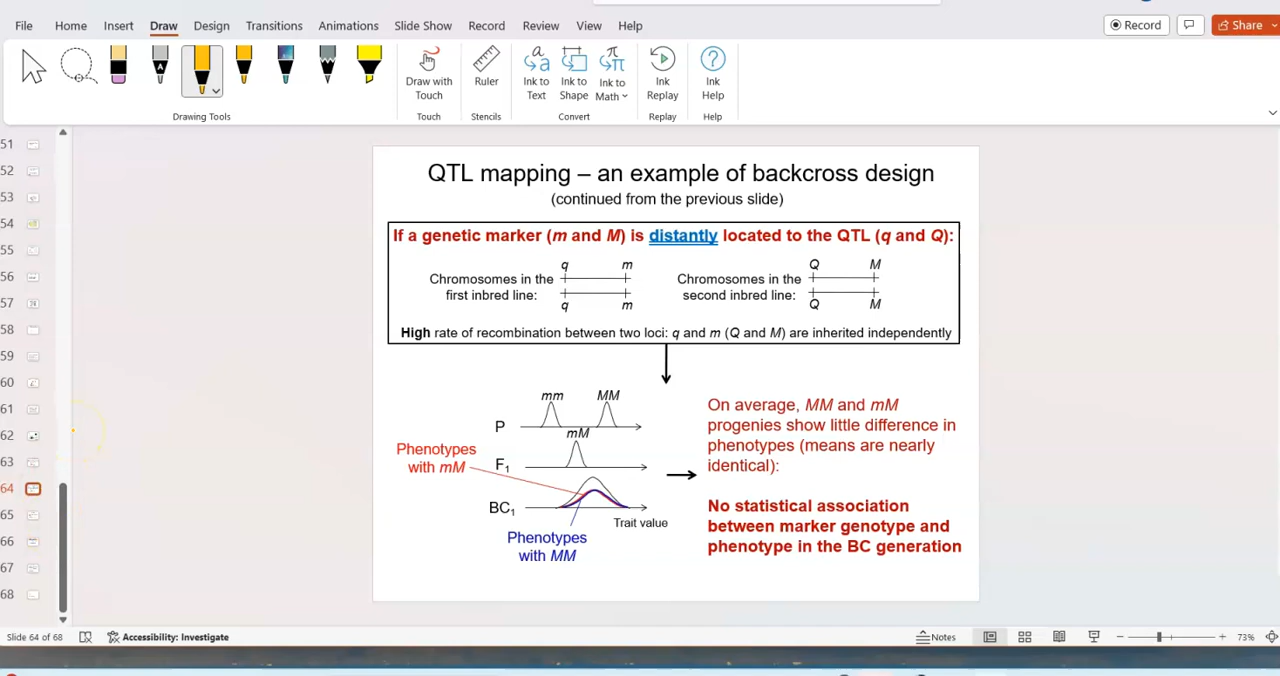 File Home Insert Draw Design Transitions Animations Slide Show Record Review View Help Record Share
Draw with Touch Ruler Ink to Text Ink to Shape Ink to Math Ink Replay Ink Help
Drawing Tools Touch Stencils Convert Replay Help
51
52
53
54
55
56
57
58
59
60
61
62
63
64
65
66
67
68
QTL mapping – an example of backcross design
(continued from the previous slide)
If a genetic marker (m and M) is distantly located to the QTL (q and Q):
q m Q M
Chromosomes in the Chromosomes in the
first inbred line: second inbred line:
q m Q M
High rate of recombination between two loci: q and m (Q and M) are inherited independently
mm MM
P
mM
Phenotypes
with mM
F1
BC1
Trait value
Phenotypes
with MM
On average, MM and mM
progenies show little difference in
phenotypes (means are nearly
identical):
No statistical association
between marker genotype and
phenotype in the BC generation
Slide 64 of 68 Accessibility: Investigate Notes 73%